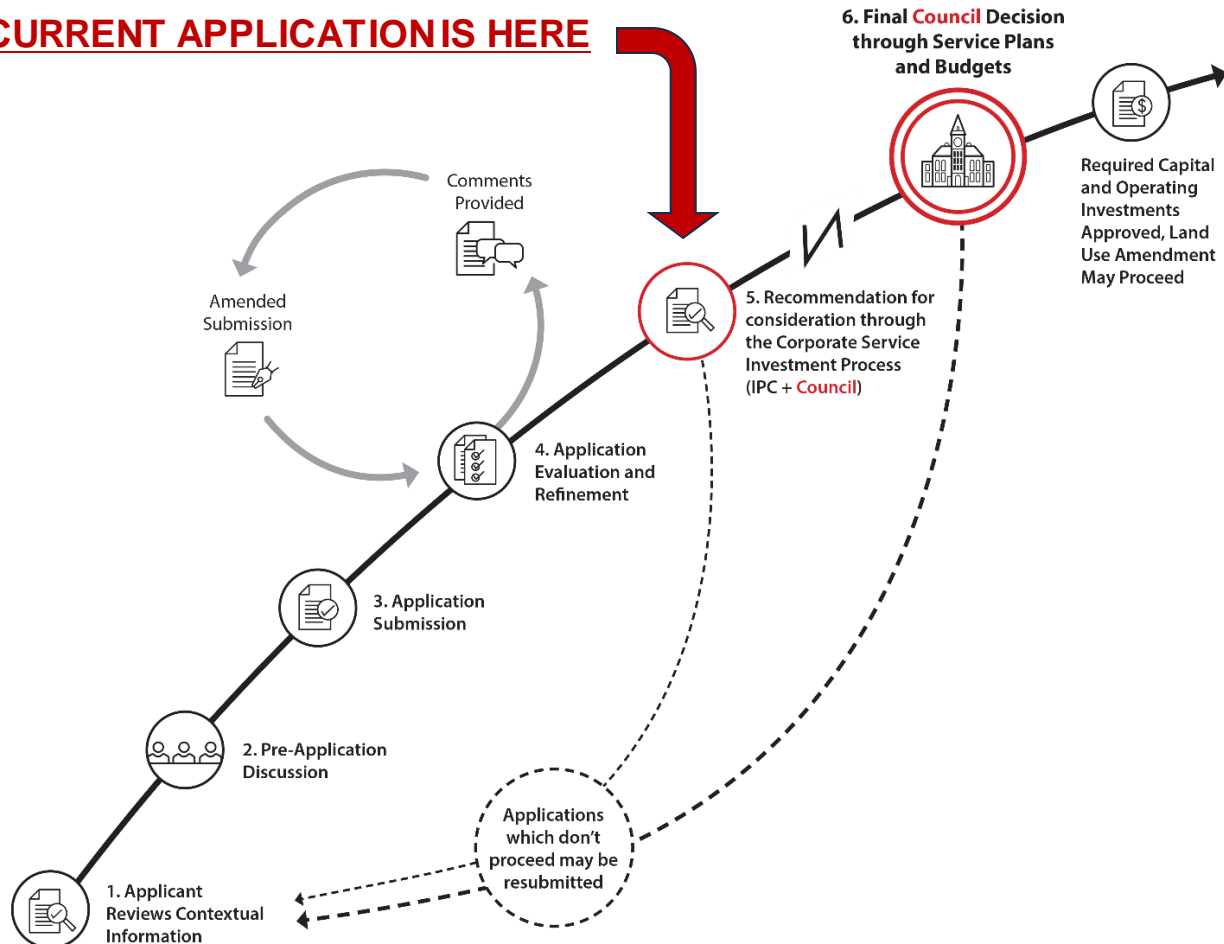 CURRENT APPLICATION IS HERE
6. Final Council Decision
through Service Plans
and Budgets
Required Capital
and Operating
Investments
Approved, Land
Use Amendment
May Proceed
Comments
Provided
Amended
Submission
5. Recommendation for
consideration through
the Corporate Service
Investment Process
(IPC + Council)
4. Application
Evaluation and
Refinement
3. Application
Submission
2. Pre-Application
Discussion
Applications
which don't
proceed may be
resubmitted
1. Applicant
Reviews Contextual
Information
$